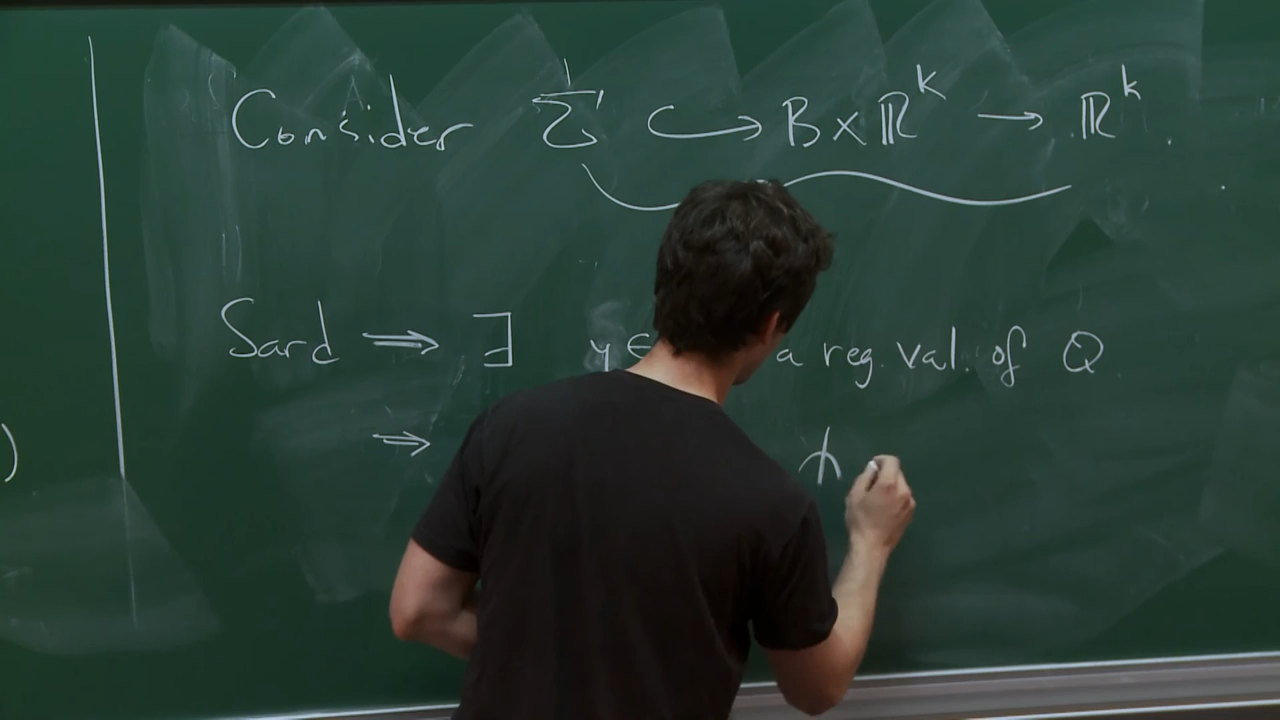 Consider Σ ↪ B × ℝ^k → ℝ^k.
Sard ⇒ ∃ y ∈ a reg. val. of Q
⇒ ⋔
)